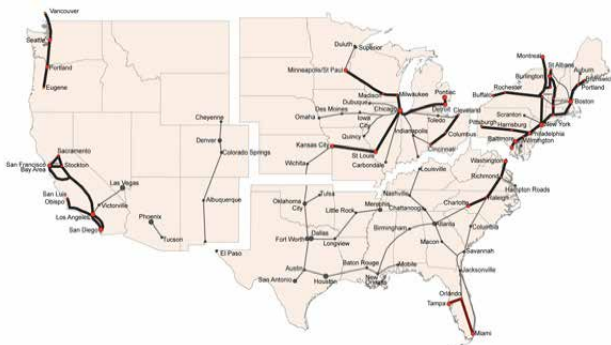 Vancouver
Seattle
Portland
Eugene
Sacramento
San Francisco
Bay Area
Stockton
San Luis
Obispo
Los Angeles
San Diego
Las Vegas
Victorville
Phoenix
Tucson
Cheyenne
Denver
Colorado Springs
Albuquerque
El Paso
Duluth
Superior
Minneapolis/St Paul
Madison
Milwaukee
Dubuque
Chicago
Omaha
Des Moines
Iowa
City
Quincy
Kansas City
St Louis
Carbondale
Wichita
Pontiac
Detroit
Toledo
Cleveland
Columbus
Indianapolis
Cincinnati
Louisville
Montreal
St Albans
Burlington
Auburn
Brunswick
Portland
Boston
Rochester
Buffalo
Scranton
New York
Pittsburgh
Harrisburg
Philadelphia
Baltimore
Wilmington
Washington
Richmond
Hampton Roads
Raleigh
Charlotte
Columbia
Nashville
Chattanooga
Atlanta
Macon
Savannah
Jacksonville
Birmingham
Memphis
Little Rock
Tulsa
Oklahoma
City
Dallas
Fort Worth
Longview
Austin
San Antonio
Houston
Baton Rouge
New
Orleans
Mobile
Orlando
Tampa
Miami